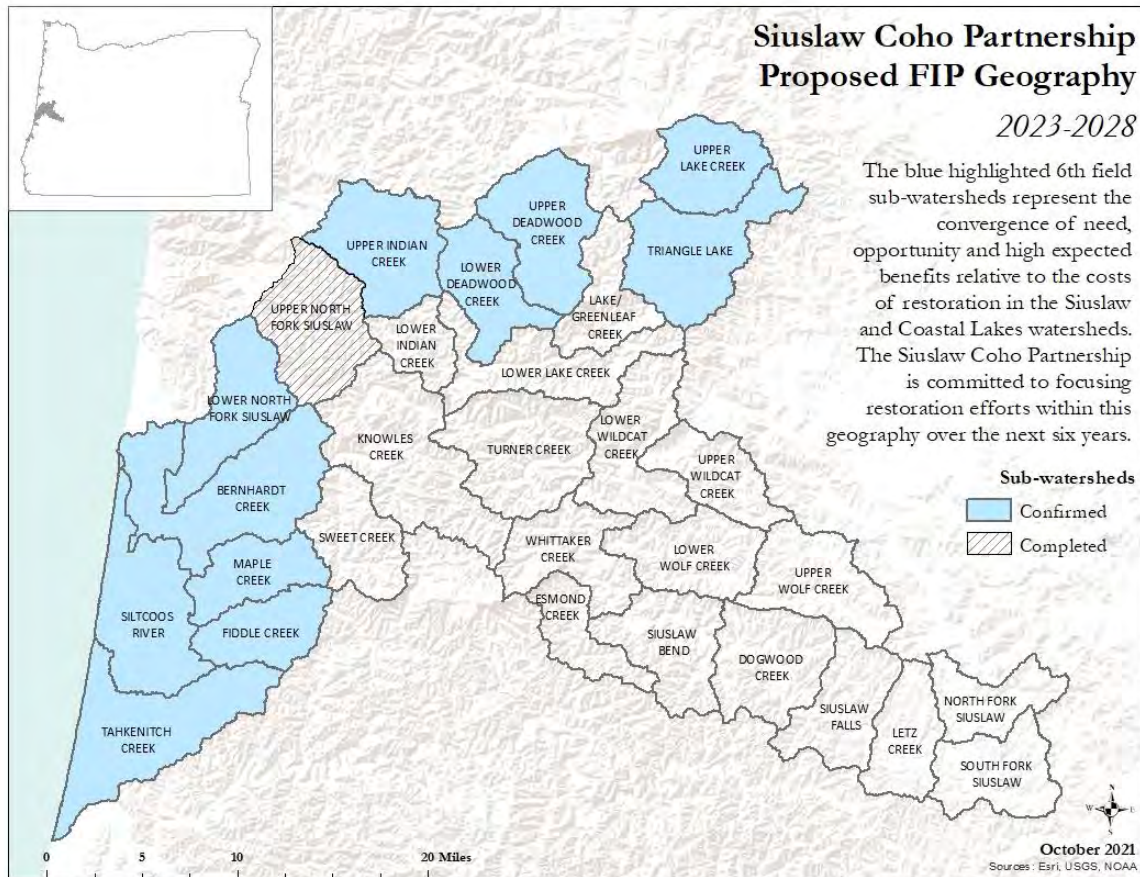 Siuslaw Coho Partnership
Proposed FIP Geography
2023-2028
The blue highlighted 6th field
sub-watersheds represent the
convergence of need,
opportunity and high expected
benefits relative to the costs
of restoration in the Siuslaw
and Coastal Lakes watersheds.
The Siuslaw Coho Partnership
is committed to focusing
restoration efforts within this
geography over the next six years.
Sub-watersheds
Confirmed
Completed
UPPER
LAKE CREEK
UPPER
DEADWOOD
CREEK
UPPER INDIAN
CREEK
LOWER
DEADWOOD
CREEK
TRIANGLE LAKE
LAKE/
GREENLEAF
CREEK
UPPER NORTH
FORK SIUSLAW
LOWER
INDIAN
CREEK
LOWER LAKE CREEK
LOWER NORTH
FORK SIUSLAW
KNOWLES
CREEK
TURNER CREEK
LOWER
WILDCAT
CREEK
UPPER
WILDCAT
CREEK
BERNHARDT
CREEK
SWEET CREEK
WHITTAKER
CREEK
LOWER
WOLF CREEK
UPPER
WOLF CREEK
MAPLE
CREEK
ESMOND
CREEK
SILTCOOS
RIVER
FIDDLE CREEK
SIUSLAW
BEND
DOGWOOD
CREEK
SIUSLAW
FALLS
LETZ
CREEK
NORTH FORK
SIUSLAW
SOUTH FORK
SIUSLAW
TAHKENITCH
CREEK
N
W E
S
0 5 10 20 Miles
October 2021
Sources: Esri, USGS, NOAA